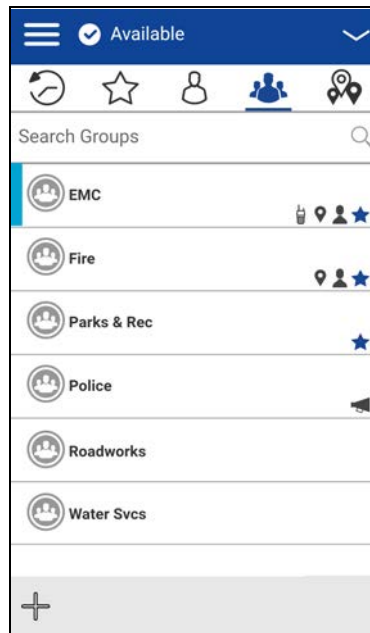 Available
Search Groups
EMC
Fire
Parks & Rec
Police
Roadworks
Water Svcs